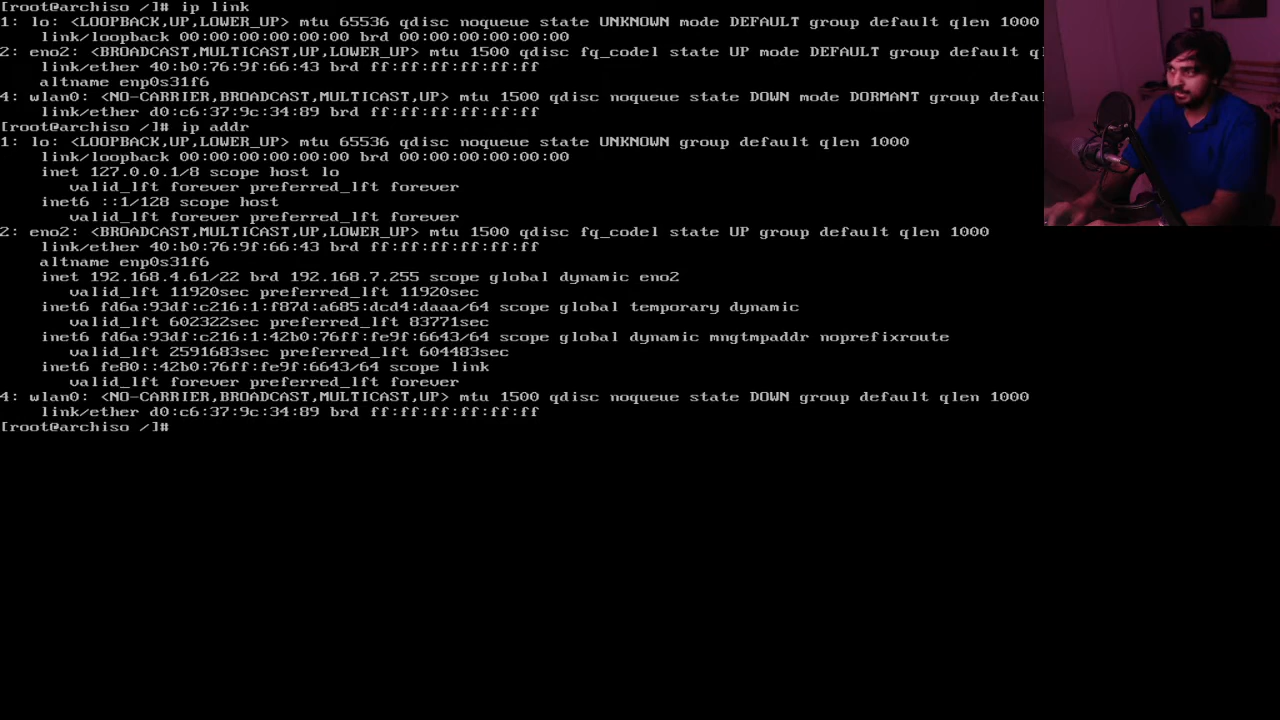 [root@archiso /]# ip link
1: lo: <LOOPBACK,UP,LOWER_UP> mtu 65536 qdisc noqueue state UNKNOWN mode DEFAULT group default qlen 1000
link/loopback 00:00:00:00:00:00 brd 00:00:00:00:00:00
2: eno2: <BROADCAST,MULTICAST,UP,LOWER_UP> mtu 1500 qdisc fq_codel state UP mode DEFAULT group default ql
link/ether 40:b0:76:9f:66:43 brd ff:ff:ff:ff:ff:ff
altname enp0s31f6
4: wlan0: <NO-CARRIER,BROADCAST,MULTICAST,UP> mtu 1500 qdisc noqueue state DOWN mode DORMANT group defau
link/ether d0:c6:37:9c:34:89 brd ff:ff:ff:ff:ff:ff
[root@archiso /]# ip addr
1: lo: <LOOPBACK,UP,LOWER_UP> mtu 65536 qdisc noqueue state UNKNOWN group default qlen 1000
link/loopback 00:00:00:00:00:00 brd 00:00:00:00:00:00
inet 127.0.0.1/8 scope host lo
valid_lft forever preferred_lft forever
inet6 ::1/128 scope host
valid_lft forever preferred_lft forever
2: eno2: <BROADCAST,MULTICAST,UP,LOWER_UP> mtu 1500 qdisc fq_codel state UP group default qlen 1000
link/ether 40:b0:76:9f:66:43 brd ff:ff:ff:ff:ff:ff
altname enp0s31f6
inet 192.168.4.61/22 brd 192.168.7.255 scope global dynamic eno2
valid_lft 11920sec preferred_lft 11920sec
inet6 fd6a:93df:c216:1:f87d:a685:dcd4:daaa/64 scope global temporary dynamic
valid_lft 602322sec preferred_lft 83771sec
inet6 fd6a:93df:c216:1:42b0:76ff:fe9f:6643/64 scope global dynamic mngtmpaddr noprefixroute
valid_lft 2591683sec preferred_lft 604483sec
inet6 fe80::42b0:76ff:fe9f:6643/64 scope link
valid_lft forever preferred_lft forever
4: wlan0: <NO-CARRIER,BROADCAST,MULTICAST,UP> mtu 1500 qdisc noqueue state DOWN group default qlen 1000
link/ether d0:c6:37:9c:34:89 brd ff:ff:ff:ff:ff:ff
[root@archiso /]#